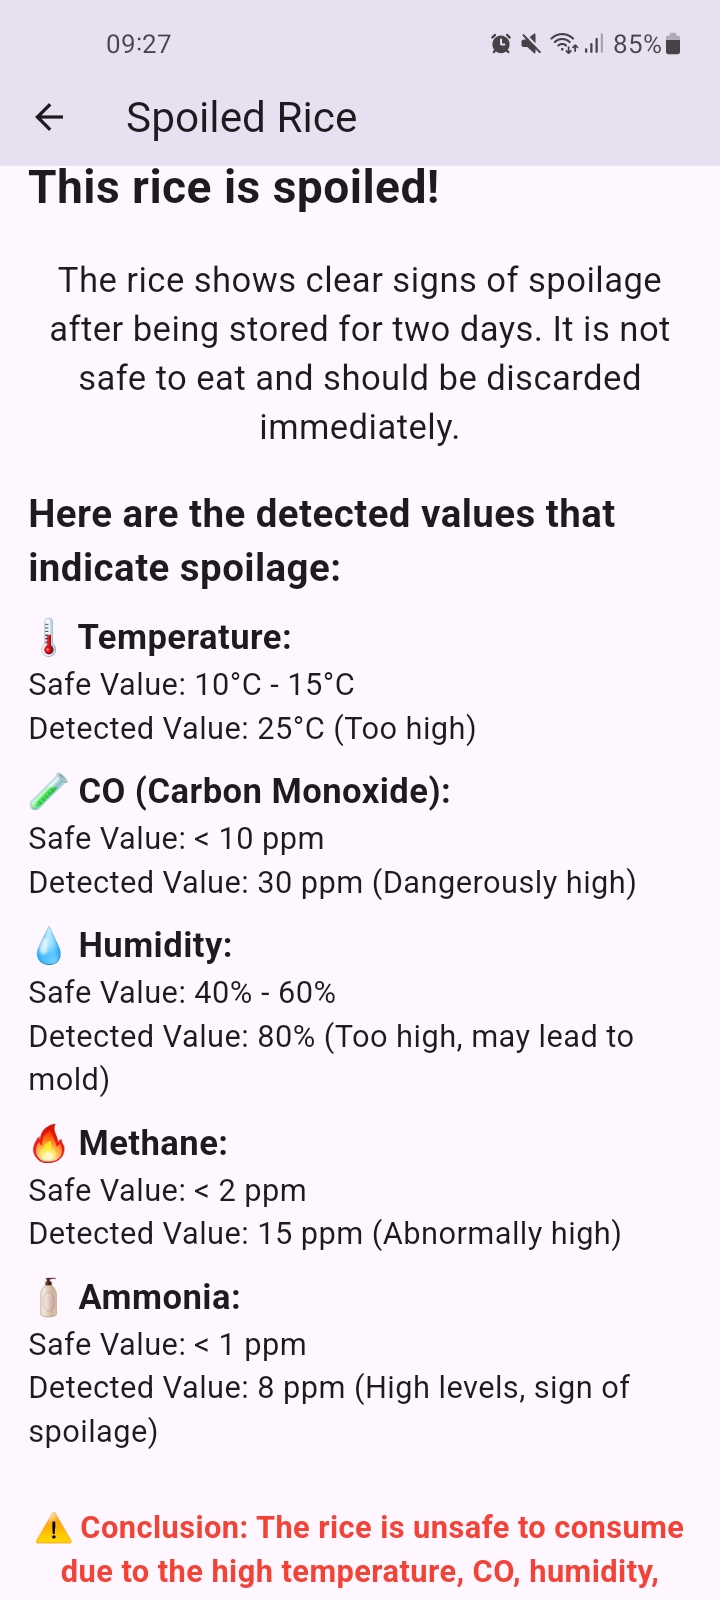 09:27
85%
Spoiled Rice
This rice is spoiled!
The rice shows clear signs of spoilage
after being stored for two days. It is not
safe to eat and should be discarded
immediately.
Here are the detected values that
indicate spoilage:
🌡️ Temperature:
Safe Value: 10°C - 15°C
Detected Value: 25°C (Too high)
🧪 CO (Carbon Monoxide):
Safe Value: < 10 ppm
Detected Value: 30 ppm (Dangerously high)
💧 Humidity:
Safe Value: 40% - 60%
Detected Value: 80% (Too high, may lead to
mold)
🔥 Methane:
Safe Value: < 2 ppm
Detected Value: 15 ppm (Abnormally high)
🧴 Ammonia:
Safe Value: < 1 ppm
Detected Value: 8 ppm (High levels, sign of
spoilage)
⚠️ Conclusion: The rice is unsafe to consume
due to the high temperature, CO, humidity,